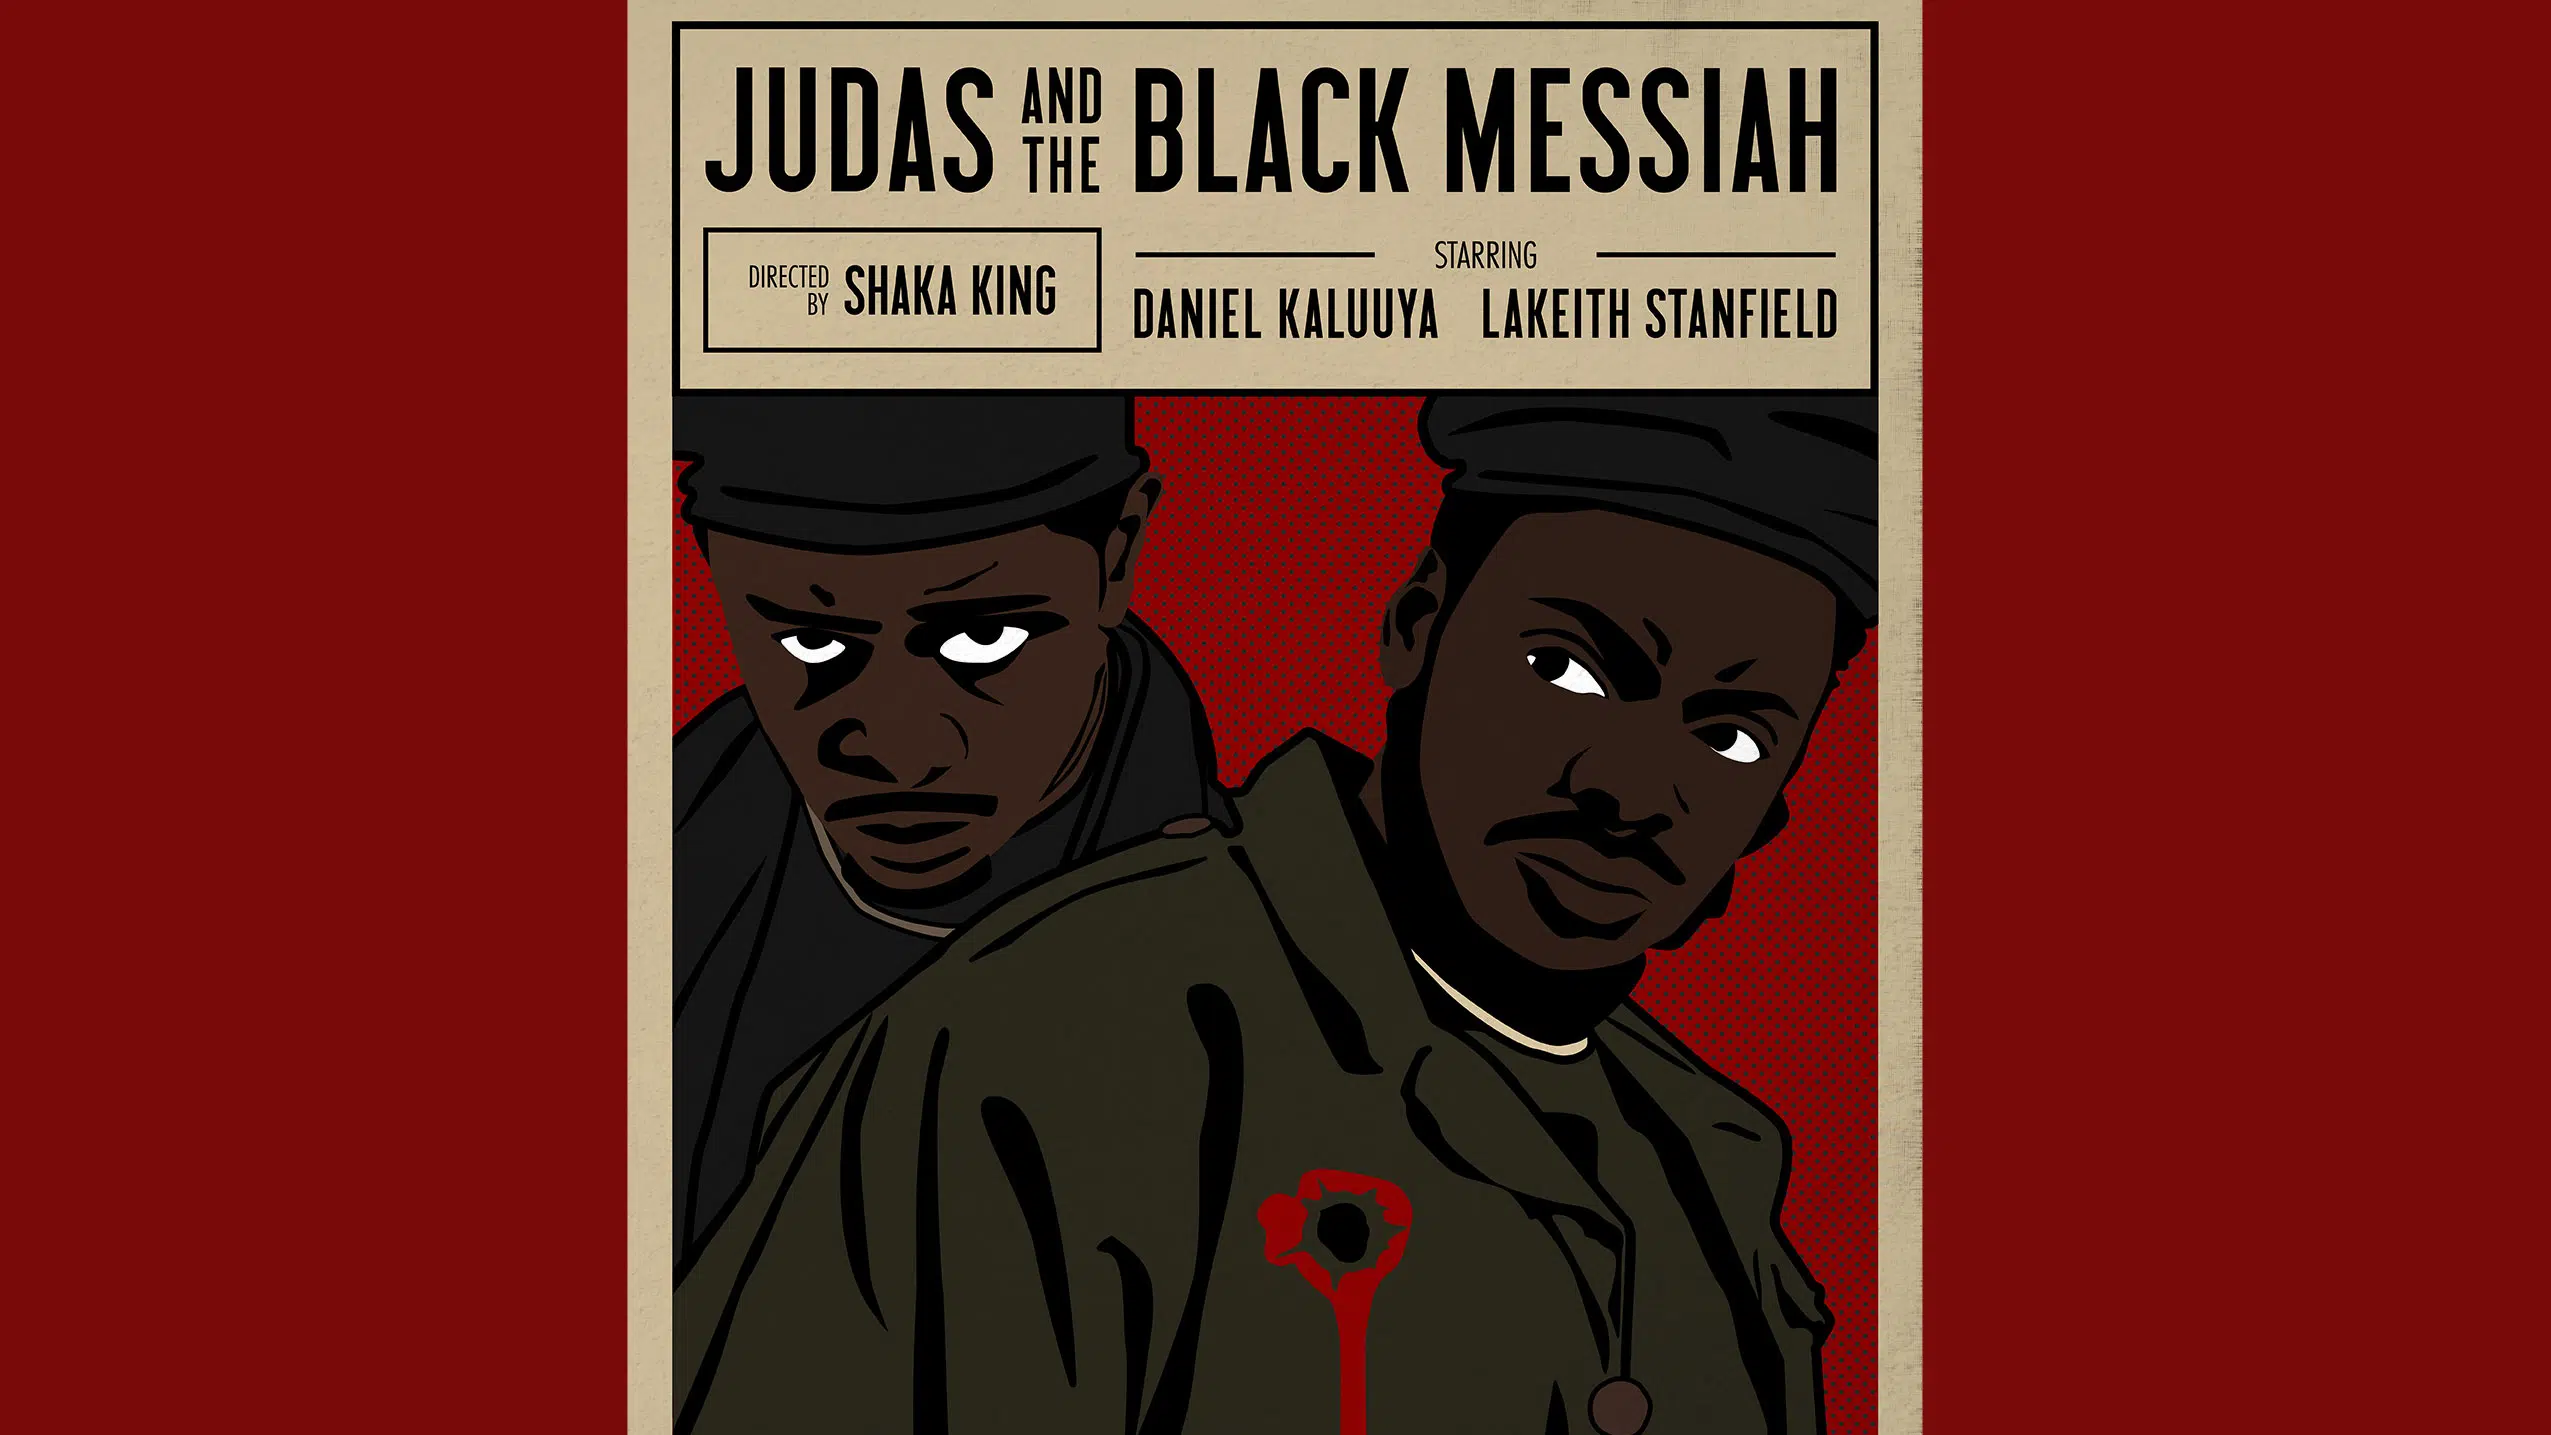 JUDAS AND THE BLACK MESSIAH
DIRECTED BY SHAKA KING
STARRING
DANIEL KALUUYA LAKEITH STANFIELD